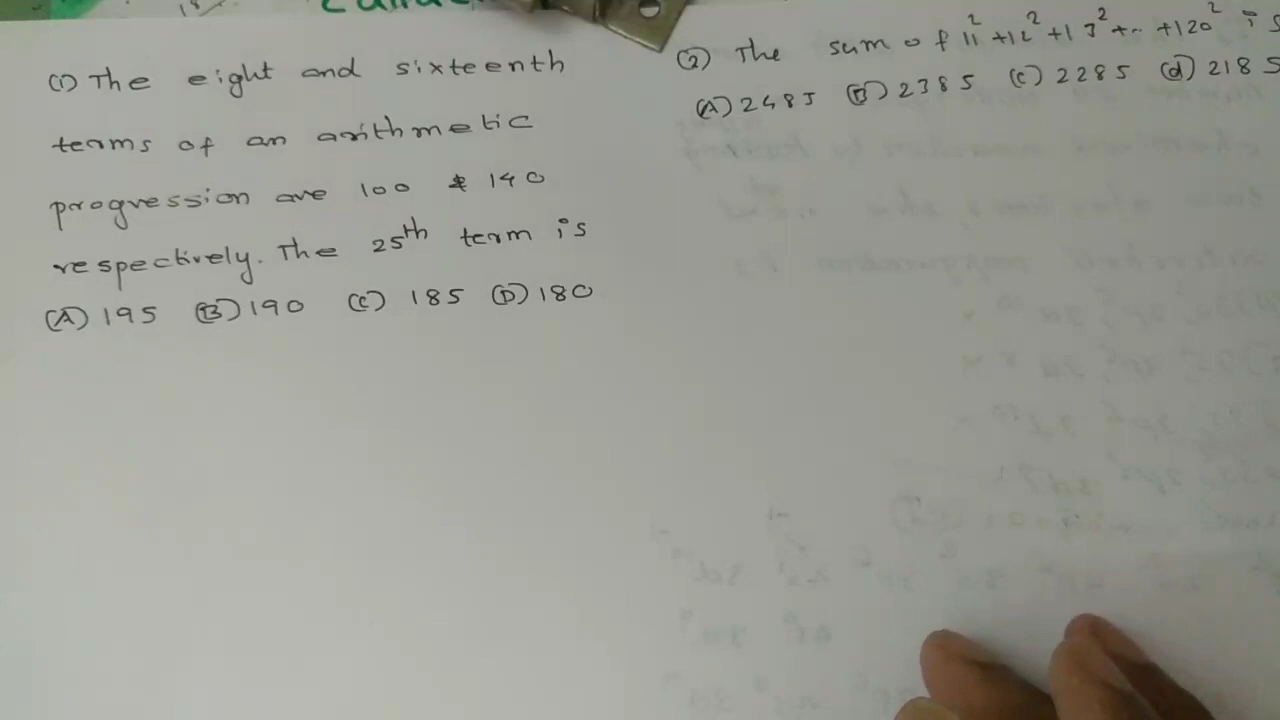 (1) The eight and sixteenth
terms of an arithmetic
progression are 100 & 140
respectively. The 25th term is
(A) 195 (B) 190 (C) 185 (D) 180
(2) The sum of 11² + 12² + 13² + .. + 120² is
(A) 2485 (B) 2385 (C) 2285 (d) 2185